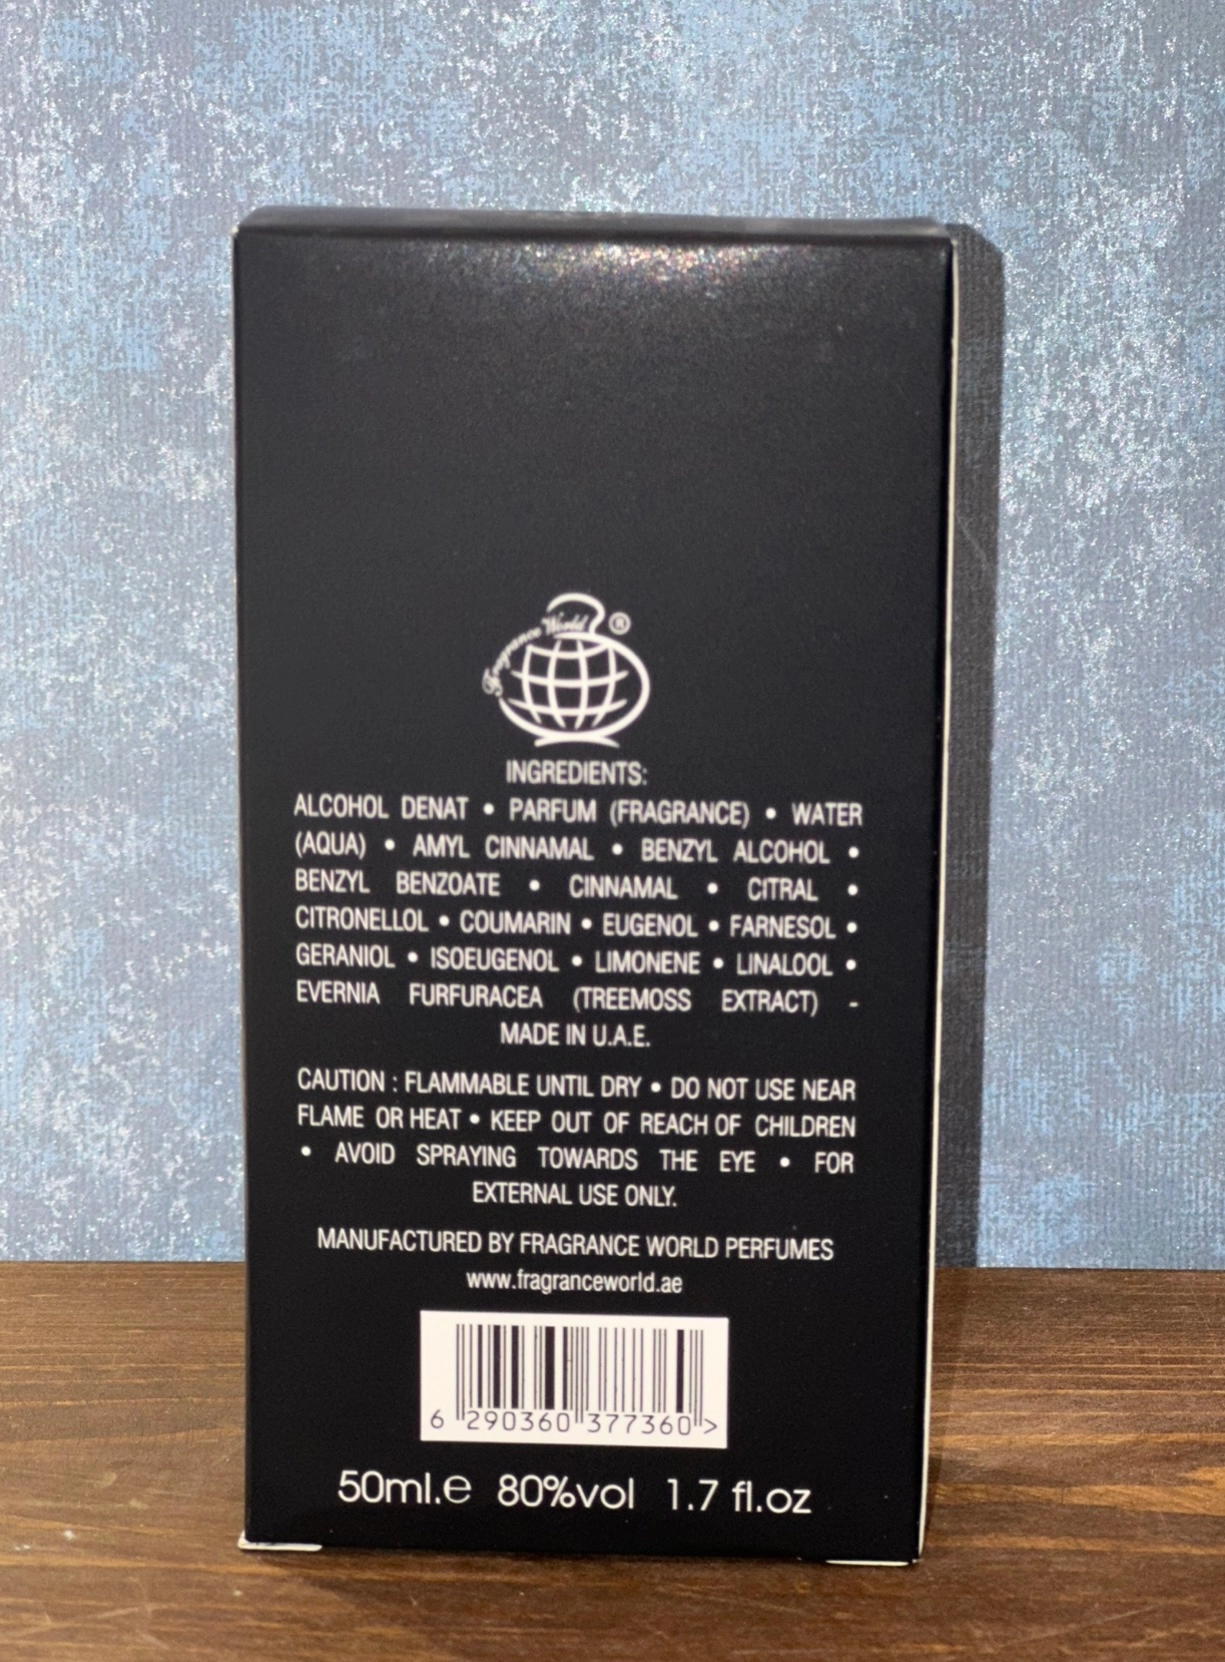 Fragrance World ®
INGREDIENTS:
ALCOHOL DENAT • PARFUM (FRAGRANCE) • WATER
(AQUA) • AMYL CINNAMAL • BENZYL ALCOHOL •
BENZYL BENZOATE • CINNAMAL • CITRAL •
CITRONELLOL • COUMARIN • EUGENOL • FARNESOL •
GERANIOL • ISOEUGENOL • LIMONENE • LINALOOL •
EVERNIA FURFURACEA (TREEMOSS EXTRACT) -
MADE IN U.A.E.
CAUTION : FLAMMABLE UNTIL DRY • DO NOT USE NEAR
FLAME OR HEAT • KEEP OUT OF REACH OF CHILDREN
• AVOID SPRAYING TOWARDS THE EYE • FOR
EXTERNAL USE ONLY.
MANUFACTURED BY FRAGRANCE WORLD PERFUMES
www.fragranceworld.ae
6 290360 377360 >
50ml.e 80%vol 1.7 fl.oz